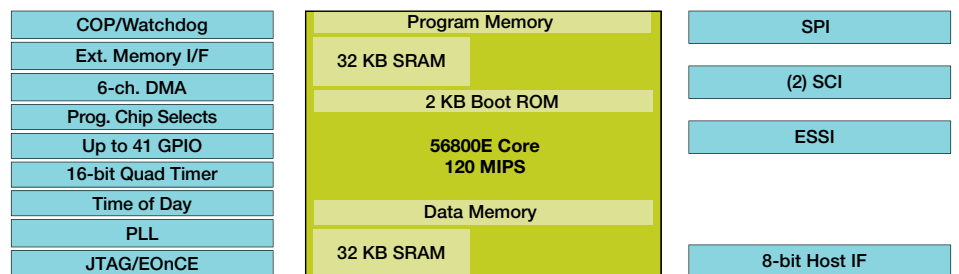 COP/Watchdog
Ext. Memory I/F
6-ch. DMA
Prog. Chip Selects
Up to 41 GPIO
16-bit Quad Timer
Time of Day
PLL
JTAG/EOnCE
Program Memory
32 KB SRAM
2 KB Boot ROM
56800E Core
120 MIPS
Data Memory
32 KB SRAM
SPI
(2) SCI
ESSI
8-bit Host IF